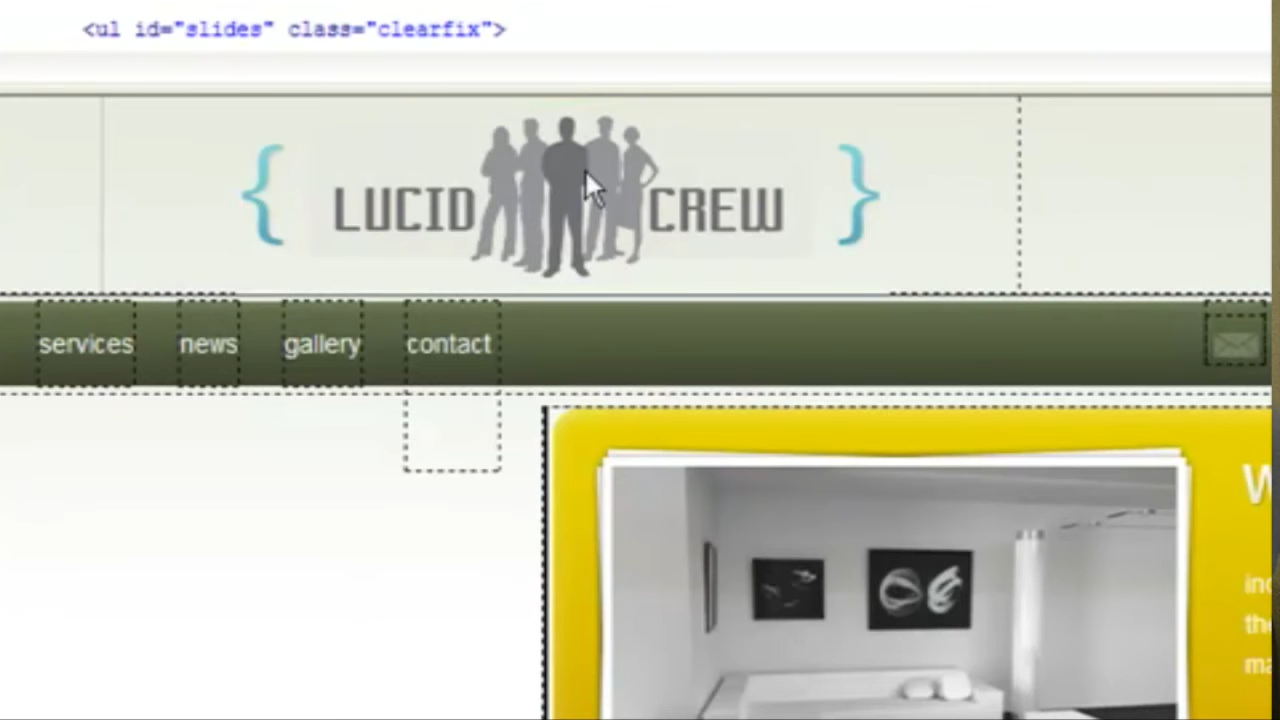 <ul id="slides" class="clearfix">
{ LUCID CREW }
services news gallery contact